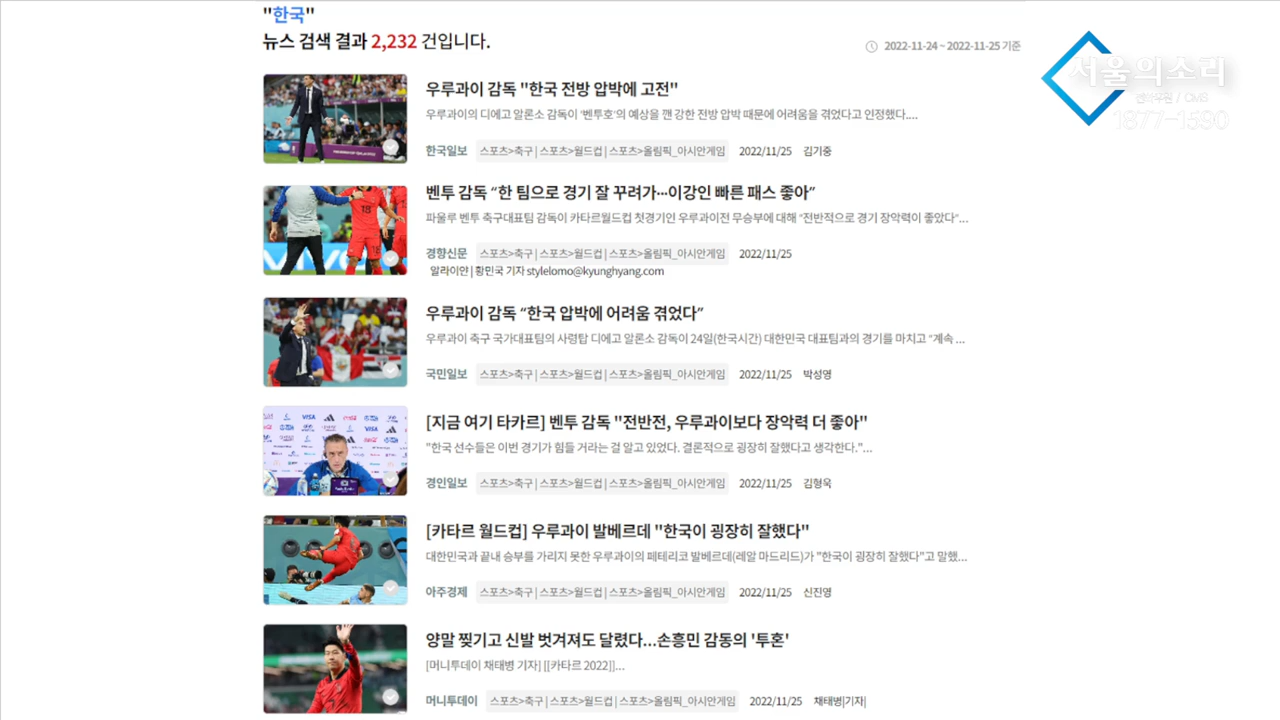 "한국"
뉴스 검색 결과 2,232 건입니다.
2022-11-24 ~ 2022-11-25 기준
서울의소리
1877-1580
우루과이 감독 "한국 전방 압박에 고전"
우루과이의 디에고 알론소 감독이 '벤투호'의 예상을 깬 강한 전방 압박 때문에 어려움을 겪었다고 인정했다....
한국일보 스포츠>축구 | 스포츠>월드컵 | 스포츠>올림픽_아시안게임 2022/11/25 김기중
벤투 감독 “한 팀으로 경기 잘 꾸려가…이강인 빠른 패스 좋아”
파울루 벤투 축구대표팀 감독이 카타르월드컵 첫경기인 우루과이전 무승부에 대해 “전반적으로 경기 장악력이 좋았다“...
경향신문 스포츠>축구 | 스포츠>월드컵 | 스포츠>올림픽_아시안게임 2022/11/25
알라이얀 | 황민국 기자 stylelomo@kyunghyang.com
우루과이 감독 “한국 압박에 어려움 겪었다”
우루과이 축구 국가대표팀의 사령탑 디에고 알론소 감독이 24일(한국시간) 대한민국 대표팀과의 경기를 마치고 “계속 ...
국민일보 스포츠>축구 | 스포츠>월드컵 | 스포츠>올림픽_아시안게임 2022/11/25 박성영
[지금 여기 타카르] 벤투 감독 "전반전, 우루과이보다 장악력 더 좋아"
"한국 선수들은 이번 경기가 힘들 거라는 걸 알고 있었다. 결론적으로 굉장히 잘했다고 생각한다."...
경인일보 스포츠>축구 | 스포츠>월드컵 | 스포츠>올림픽_아시안게임 2022/11/25 김형욱
[카타르 월드컵] 우루과이 발베르데 "한국이 굉장히 잘했다"
대한민국과 끝내 승부를 가리지 못한 우루과이의 페테리코 발베르데(레알 마드리드)가 "한국이 굉장히 잘했다"고 말했...
아주경제 스포츠>축구 | 스포츠>월드컵 | 스포츠>올림픽_아시안게임 2022/11/25 신진영
양말 찢기고 신발 벗겨져도 달렸다...손흥민 감동의 '투혼'
[머니투데이 채태병 기자] [[카타르 2022]]...
머니투데이 스포츠>축구 | 스포츠>월드컵 | 스포츠>올림픽_아시안게임 2022/11/25 채태병|기자|